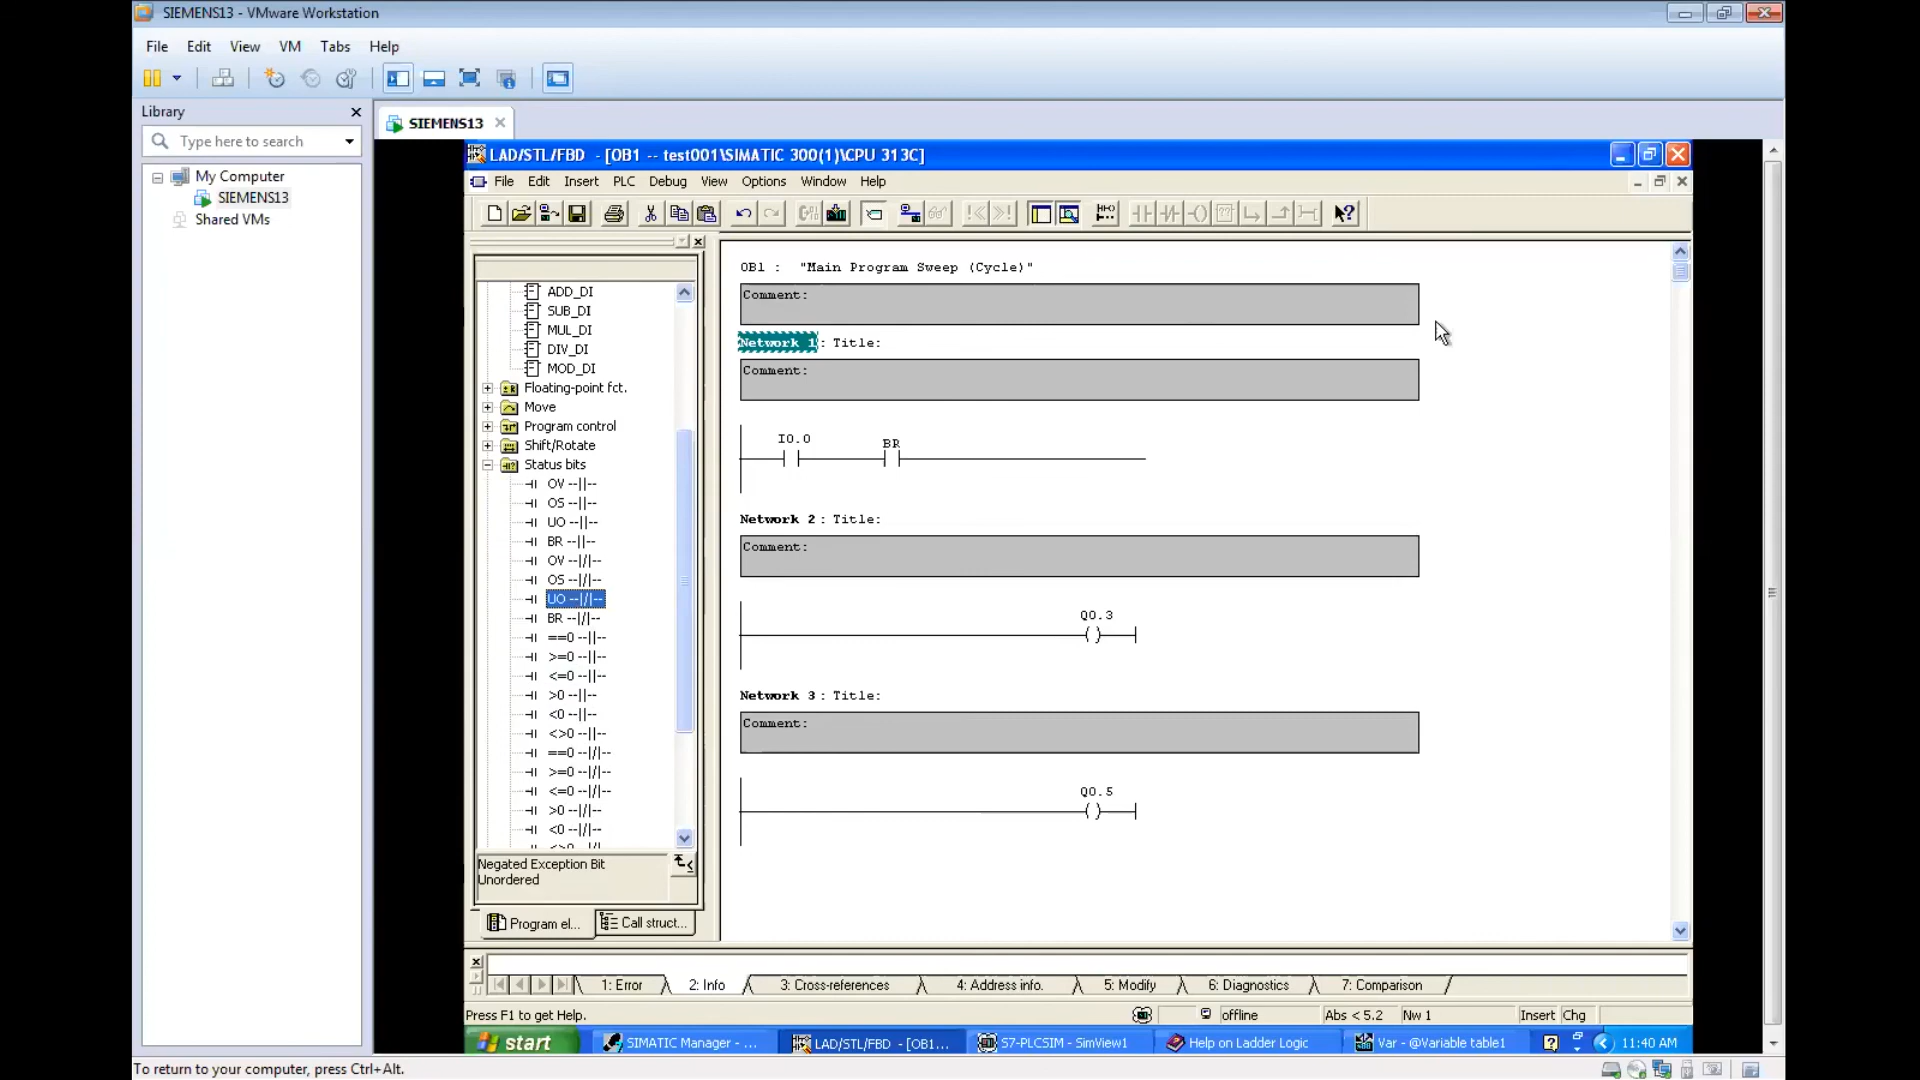 SIEMENS13 - VMware Workstation
File Edit View VM Tabs Help
Library
Type here to search
My Computer
SIEMENS13
Shared VMs
SIEMENS13
LAD/STL/FBD - [OB1 -- test001\SIMATIC 300(1)\CPU 313C]
File Edit Insert PLC Debug View Options Window Help
ADD_DI
SUB_DI
MUL_DI
DIV_DI
MOD_DI
Floating-point fct.
Move
Program control
Shift/Rotate
Status bits
OV --||--
OS --||--
UO --||--
BR --||--
OV --|/|--
OS --|/|--
UO --|/|--
BR --|/|--
==0 --||--
>=0 --||--
<=0 --||--
>0 --||--
<0 --||--
<>0 --||--
==0 --|/|--
>=0 --|/|--
<=0 --|/|--
>0 --|/|--
<0 --|/|--
Negated Exception Bit
Unordered
Program el...
Call struct...
OB1 : "Main Program Sweep (Cycle)"
Comment:
Network 1: Title:
Comment:
I0.0
BR
Network 2: Title:
Comment:
Q0.3
Network 3: Title:
Comment:
Q0.5
1: Error
2: Info
3: Cross-references
4: Address info.
5: Modify
6: Diagnostics
7: Comparison
Press F1 to get Help.
offline
Abs < 5.2
Nw 1
Insert
Chg
start
SIMATIC Manager - ...
LAD/STL/FBD - [OB1...
S7-PLCSIM - SimView1
Help on Ladder Logic
Var - @Variable table1
11:40 AM
To return to your computer, press Ctrl+Alt.